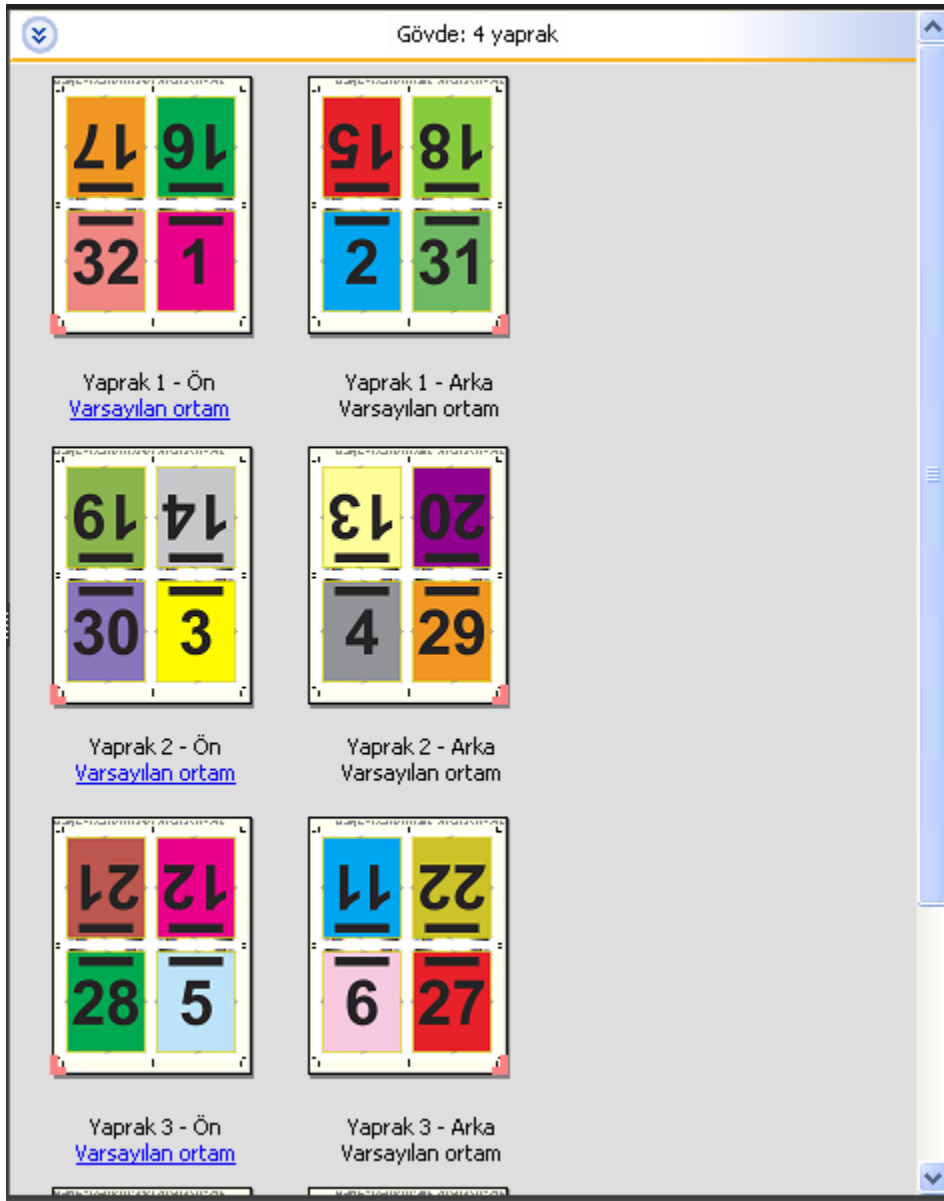 Gövde: 4 yaprak
17 16
32 1
15 18
2 31
Yaprak 1 - Ön
Varsayılan ortam
Yaprak 1 - Arka
Varsayılan ortam
19 14
30 3
13 20
4 29
Yaprak 2 - Ön
Varsayılan ortam
Yaprak 2 - Arka
Varsayılan ortam
21 12
28 5
11 22
6 27
Yaprak 3 - Ön
Varsayılan ortam
Yaprak 3 - Arka
Varsayılan ortam